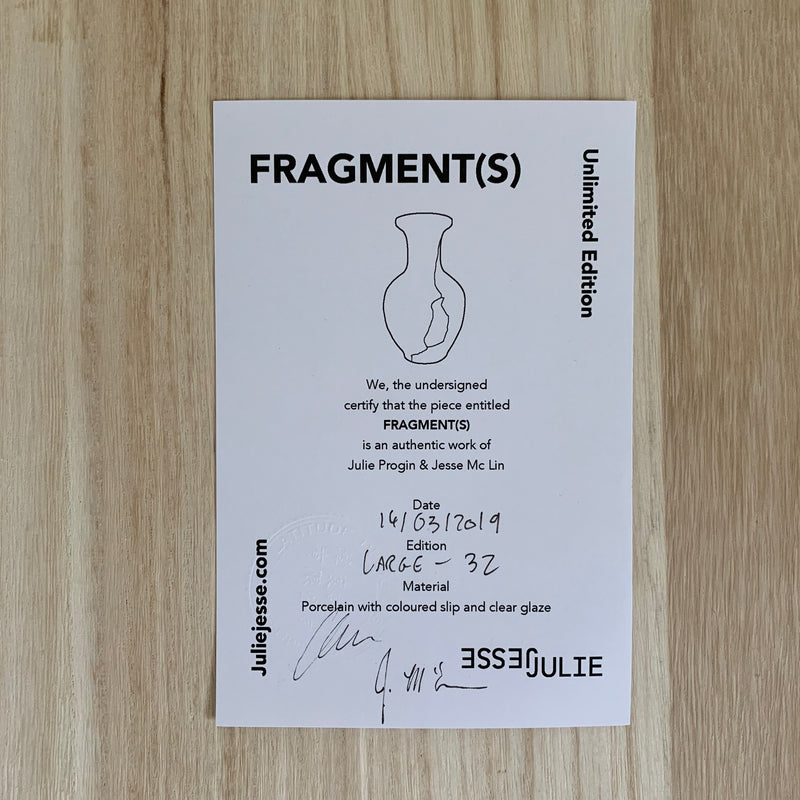 FRAGMENT(S)
Unlimited Edition
We, the undersigned
certify that the piece entitled
FRAGMENT(S)
is an authentic work of
Julie Progin & Jesse Mc Lin
Date
14/03/2019
Edition
LARGE - 32
Material
Porcelain with coloured slip and clear glaze
Juliejesse.com
JESSEJULIE